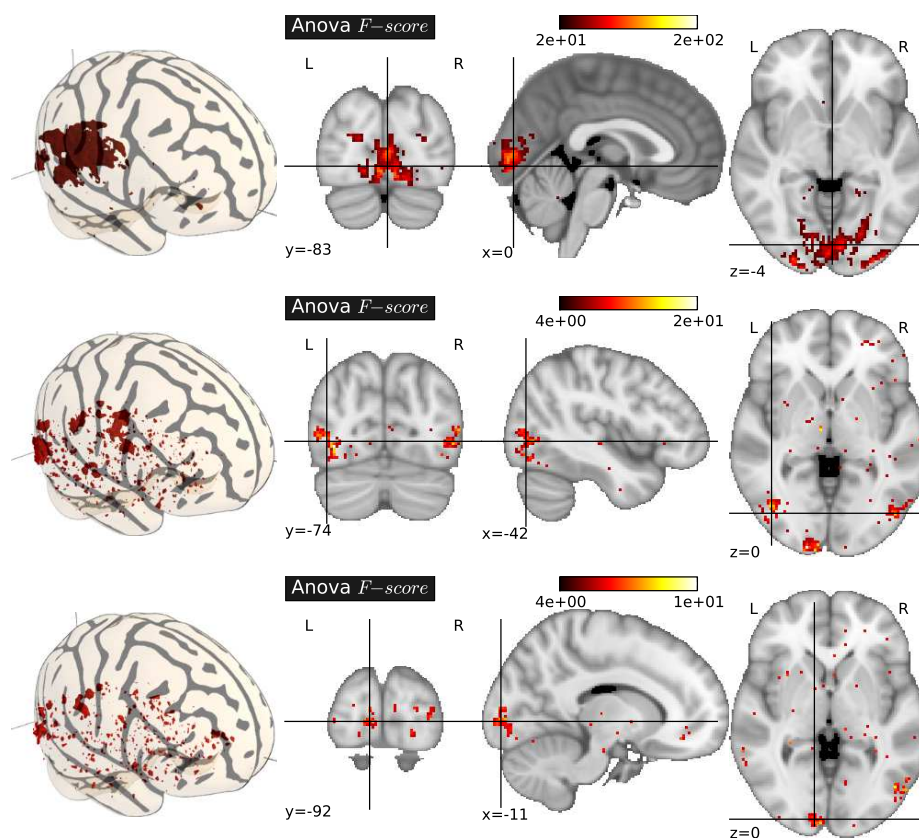 Anova F−score
2e+01 2e+02
L R L R
y=-83 x=0 z=-4
Anova F−score
4e+00 2e+01
L R L R
y=-74 x=-42 z=0
Anova F−score
4e+00 1e+01
L R L R
y=-92 x=-11 z=0